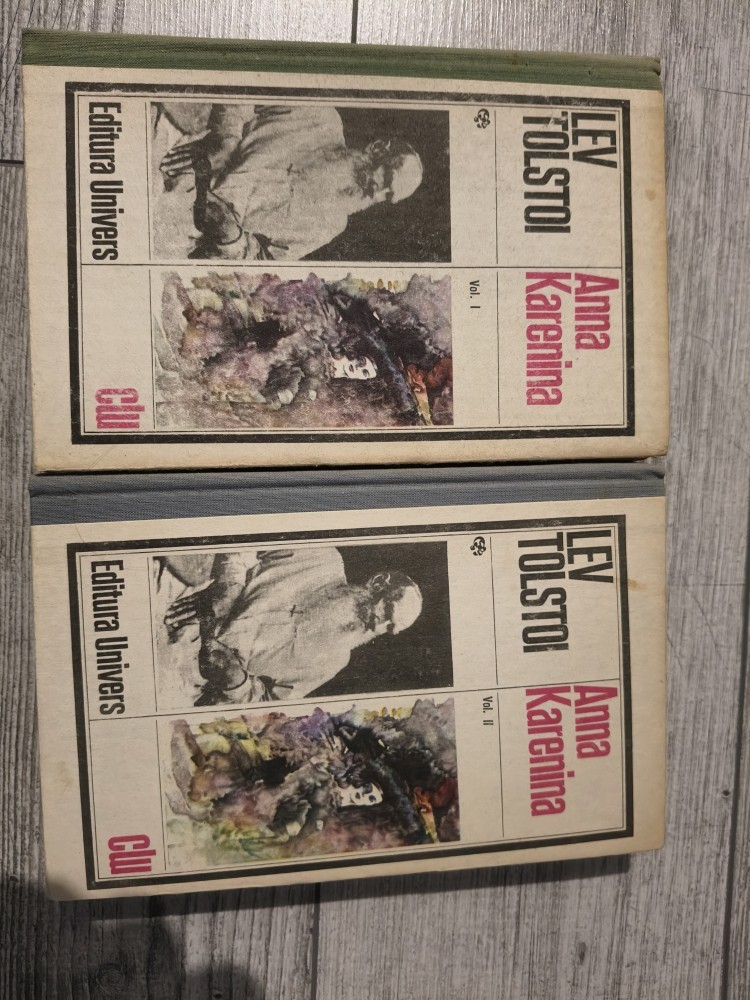 LEV
TOLSTOI
Anna
Karenina
Vol. I
Editura Univers
clu
LEV
TOLSTOI
Anna
Karenina
Vol. II
Editura Univers
clu